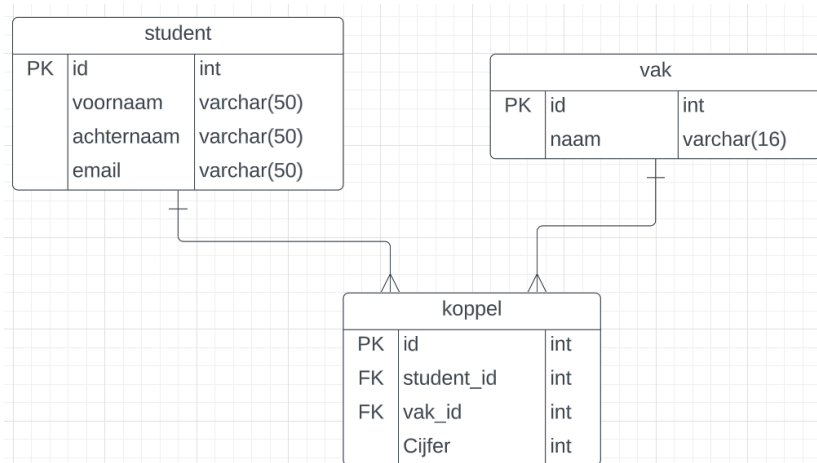 student
PK id int
voornaam varchar(50)
achternaam varchar(50)
email varchar(50)
vak
PK id int
naam varchar(16)
koppel
PK id int
FK student_id int
FK vak_id int
Cijfer int